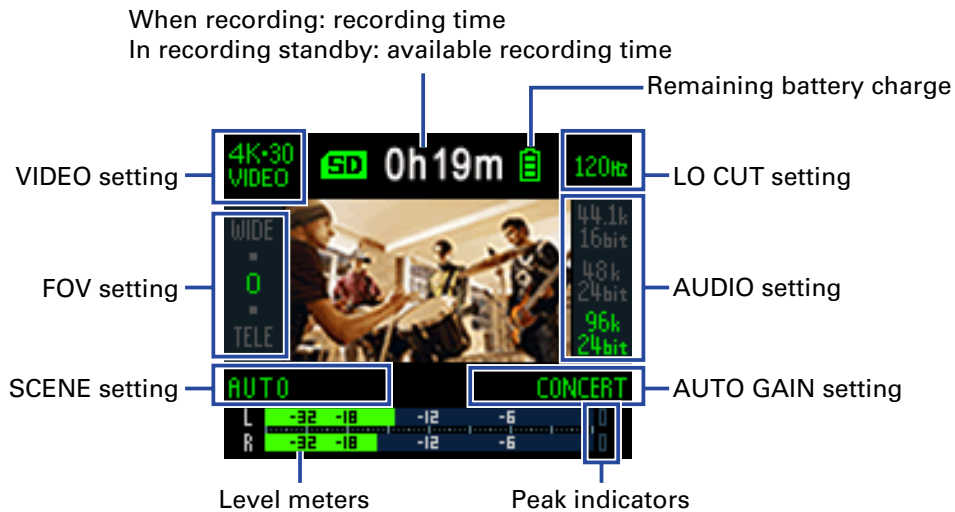 When recording: recording time
In recording standby: available recording time
Remaining battery charge
4K•30
VIDEO
SD 0h19m
120Hz
VIDEO setting
LO CUT setting
WIDE
0
TELE
44.1k
16bit
48k
24bit
96k
24bit
FOV setting
AUDIO setting
SCENE setting
AUTO
CONCERT
AUTO GAIN setting
L -32 -18 -12 -6 0
R -32 -18 -12 -6 0
Level meters
Peak indicators